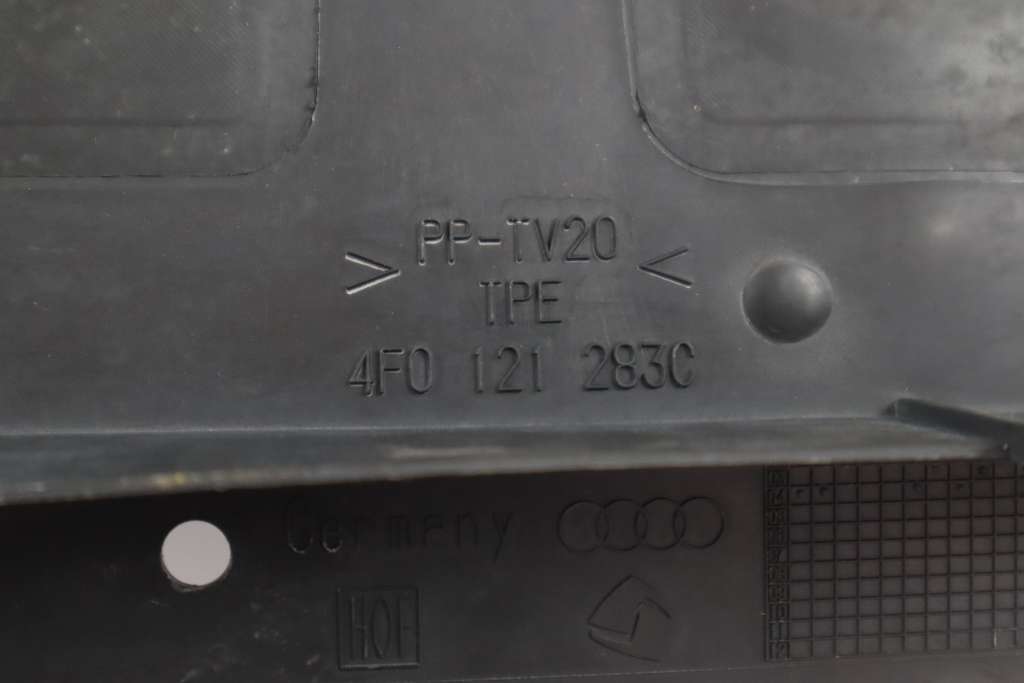 > PP-TV20 <
TPE
4F0 121 283C
Germany
HOF